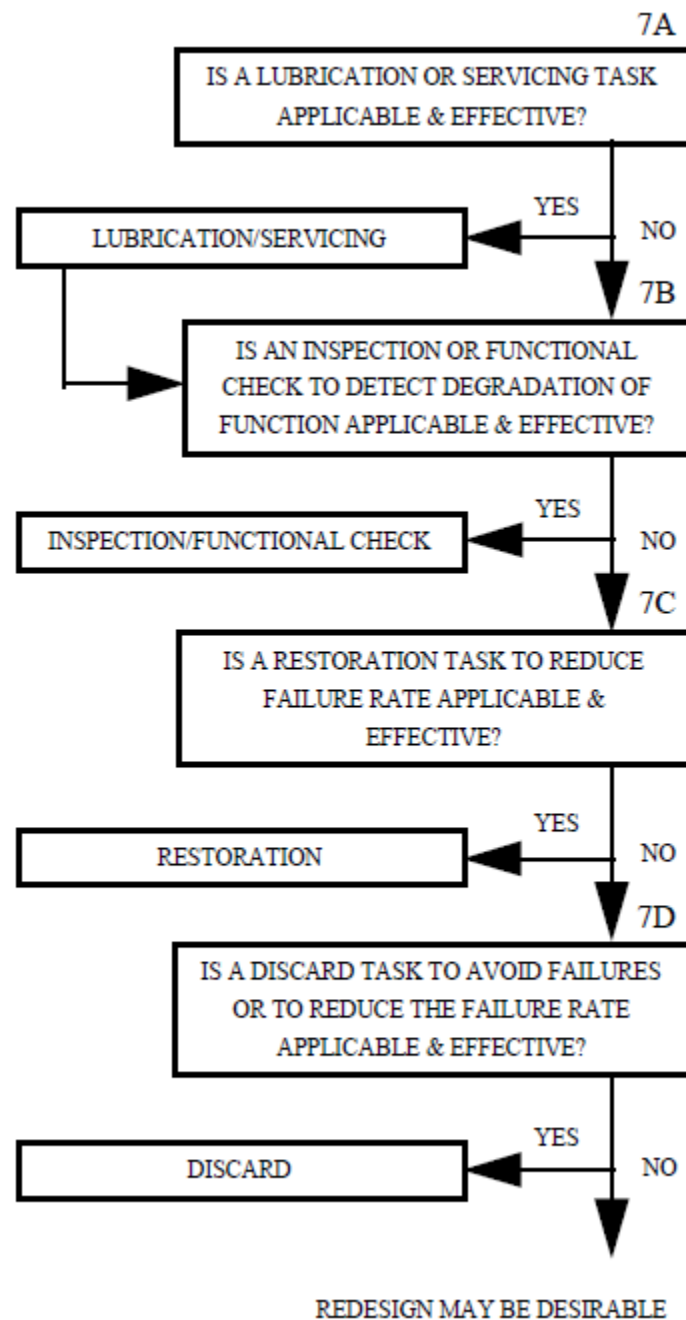 7A
IS A LUBRICATION OR SERVICING TASK
APPLICABLE & EFFECTIVE?
YES
LUBRICATION/SERVICING
NO
7B
IS AN INSPECTION OR FUNCTIONAL
CHECK TO DETECT DEGRADATION OF
FUNCTION APPLICABLE & EFFECTIVE?
YES
INSPECTION/FUNCTIONAL CHECK
NO
7C
IS A RESTORATION TASK TO REDUCE
FAILURE RATE APPLICABLE &
EFFECTIVE?
YES
RESTORATION
NO
7D
IS A DISCARD TASK TO AVOID FAILURES
OR TO REDUCE THE FAILURE RATE
APPLICABLE & EFFECTIVE?
YES
DISCARD
NO
REDESIGN MAY BE DESIRABLE